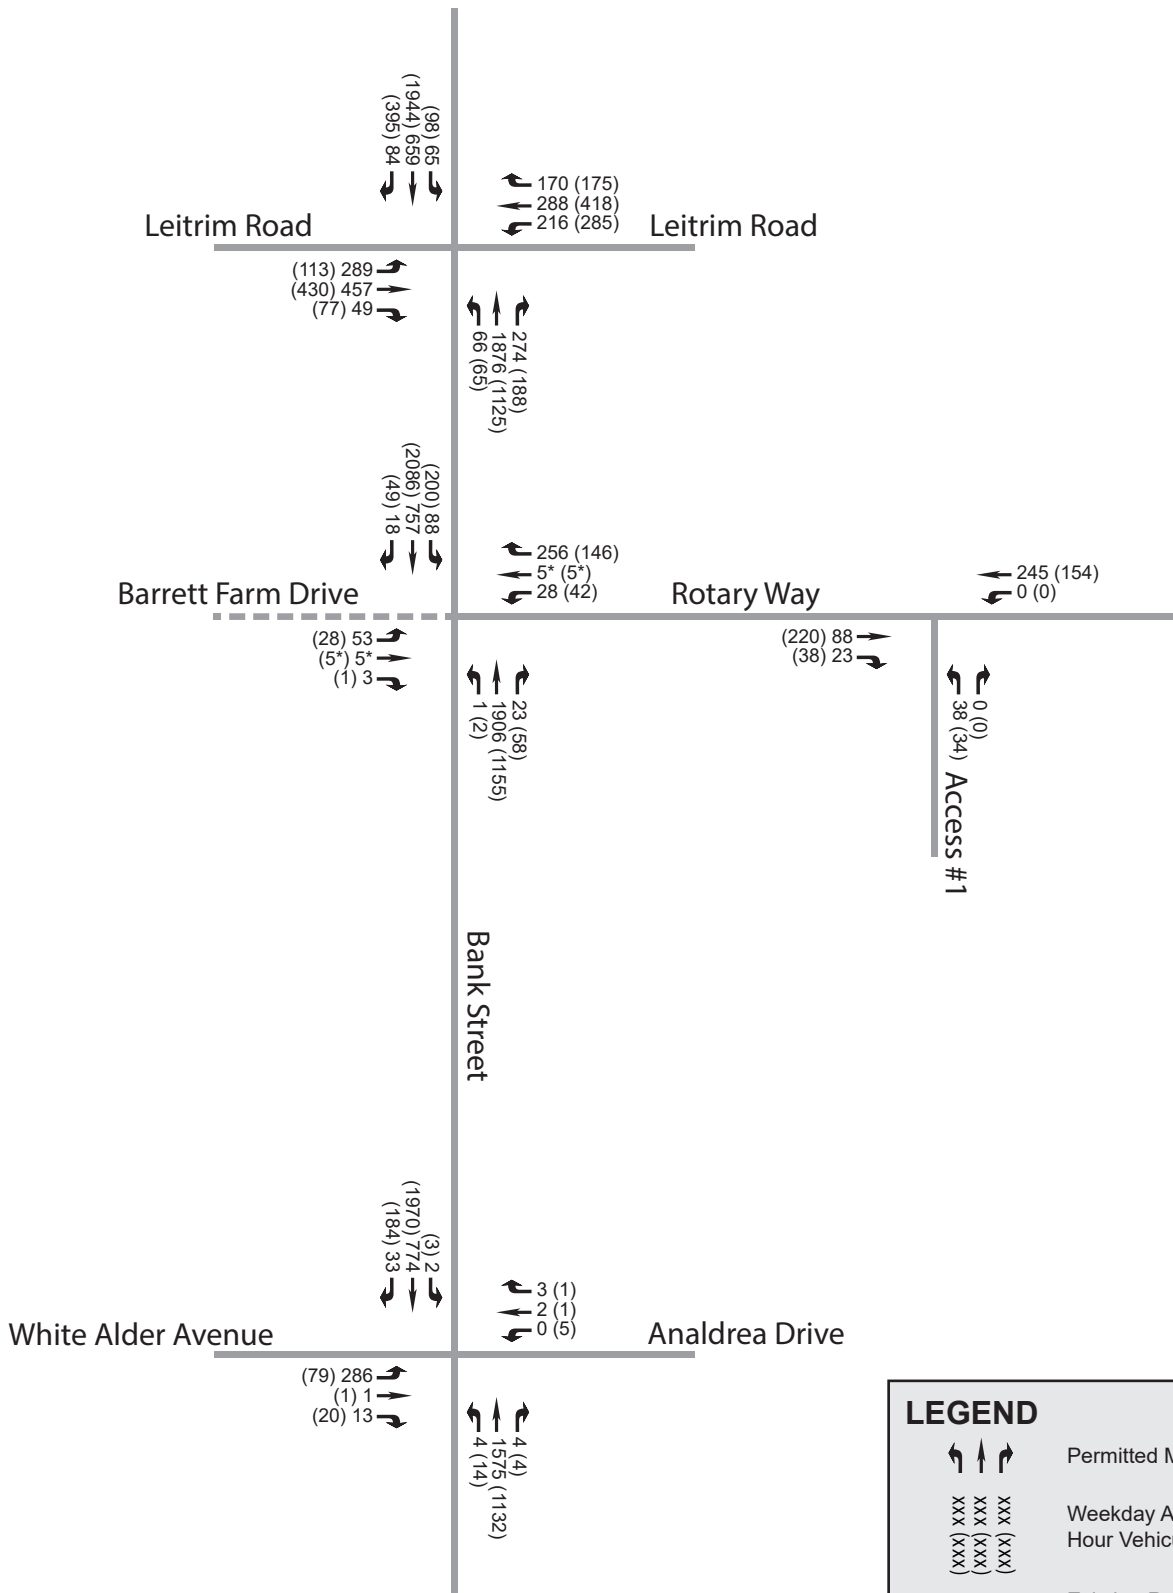 (98) 65
(1944) 659
(395) 84
170 (175)
288 (418)
216 (285)
Leitrim Road
Leitrim Road
(113) 289
(430) 457
(77) 49
66 (65)
1876 (1125)
274 (188)
(200) 88
(2086) 757
(49) 18
256 (146)
5* (5*)
28 (42)
245 (154)
0 (0)
Barrett Farm Drive
Rotary Way
(28) 53
(5*) 5*
(1) 3
(220) 88
(38) 23
1 (2)
1906 (1155)
23 (58)
38 (34)
0 (0)
Access #1
Bank Street
(3) 2
(1970) 774
(184) 33
3 (1)
2 (1)
0 (5)
White Alder Avenue
Analdrea Drive
(79) 286
(1) 1
(20) 13
4 (14)
1575 (1132)
4 (4)
LEGEND
Permitted M
xxx (xxx)
xxx (xxx)
xxx (xxx)
Weekday A
Hour Vehic